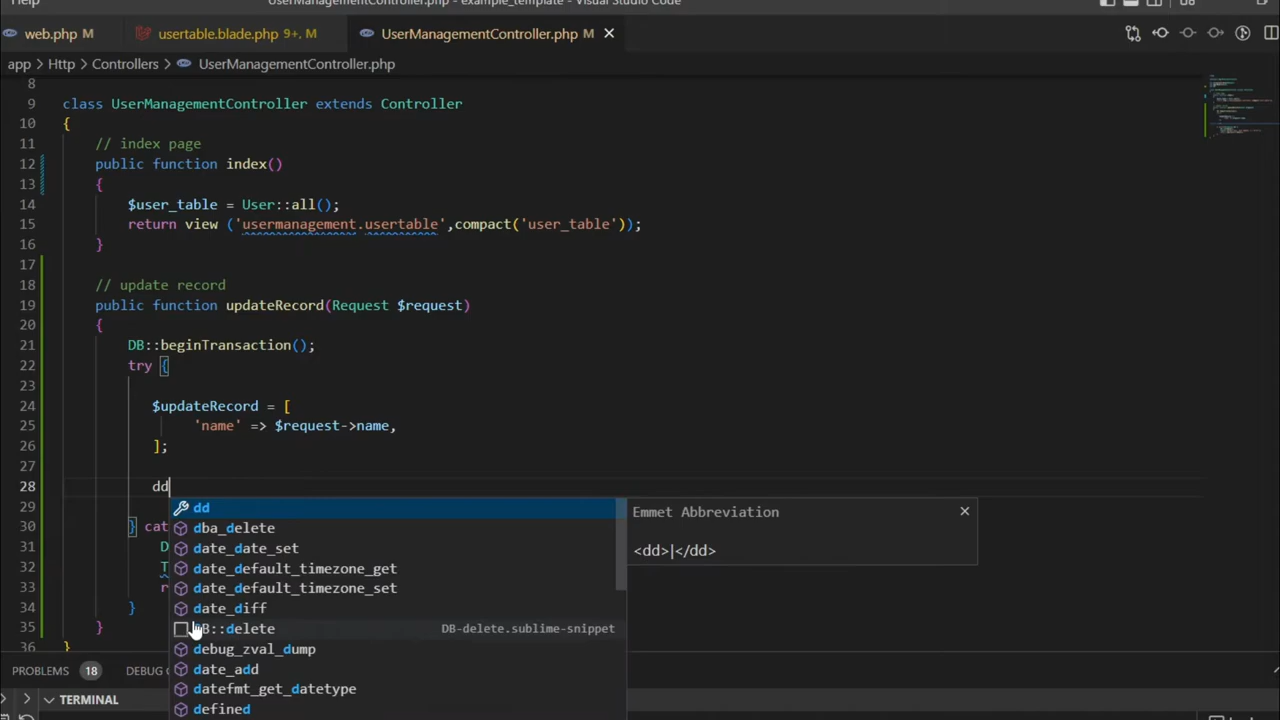 Help
UserManagementController.php - example_template - Visual Studio Code
web.php M
usertable.blade.php 9+, M
UserManagementController.php M
app > Http > Controllers > UserManagementController.php
8
9 class UserManagementController extends Controller
10 {
11 // index page
12 public function index()
13 {
14 $user_table = User::all();
15 return view ('usermanagement.usertable',compact('user_table'));
16 }
17
18 // update record
19 public function updateRecord(Request $request)
20 {
21 DB::beginTransaction();
22 try {
23
24 $updateRecord = [
25 'name' => $request->name,
26 ];
27
28 dd
29
30 } cat
31 D
32 T
33 r
34 }
35 }
36 }
dd
dba_delete
date_date_set
date_default_timezone_get
date_default_timezone_set
date_diff
DB::delete DB-delete.sublime-snippet
debug_zval_dump
date_add
datefmt_get_datetype
defined
Emmet Abbreviation
<dd>|</dd>
PROBLEMS 18
DEBUG C
TERMINAL